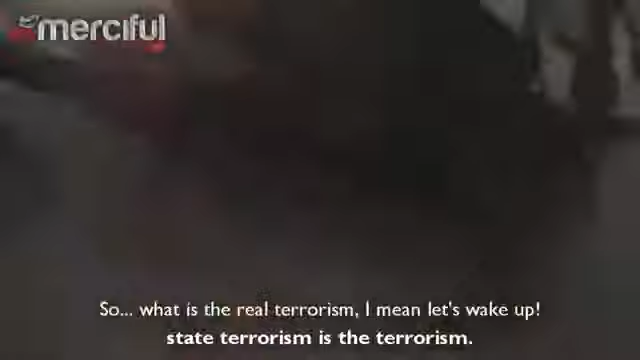 merciful
So... what is the real terrorism, I mean let's wake up!
state terrorism is the terrorism.